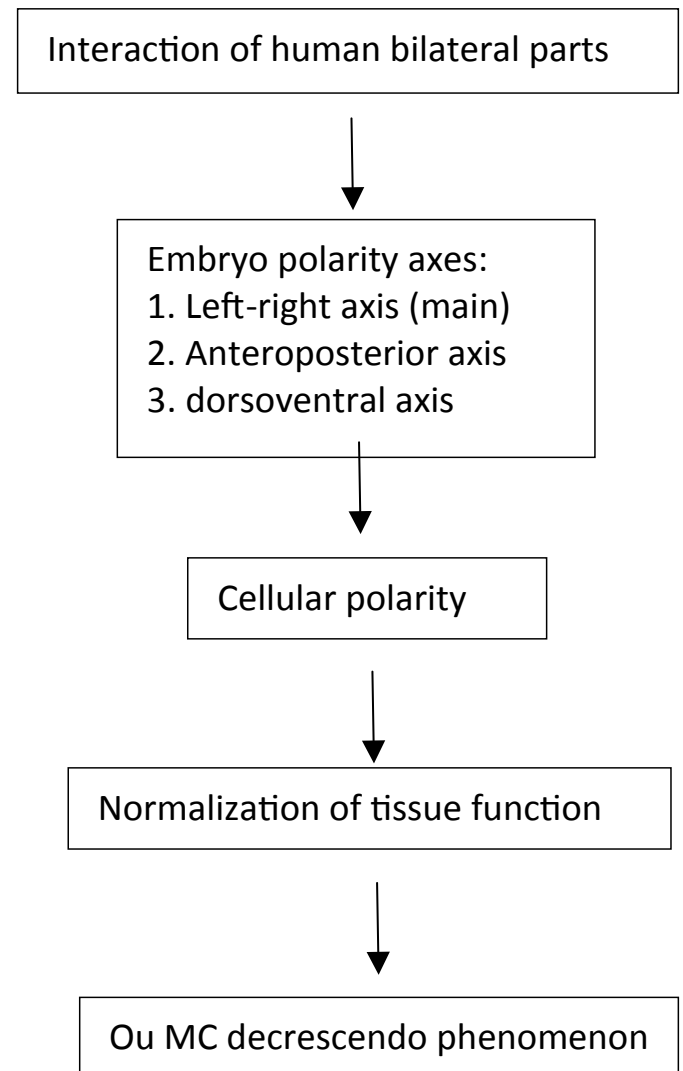 Interaction of human bilateral parts
Embryo polarity axes:
1. Left-right axis (main)
2. Anteroposterior axis
3. dorsoventral axis
Cellular polarity
Normalization of tissue function
Ou MC decrescendo phenomenon